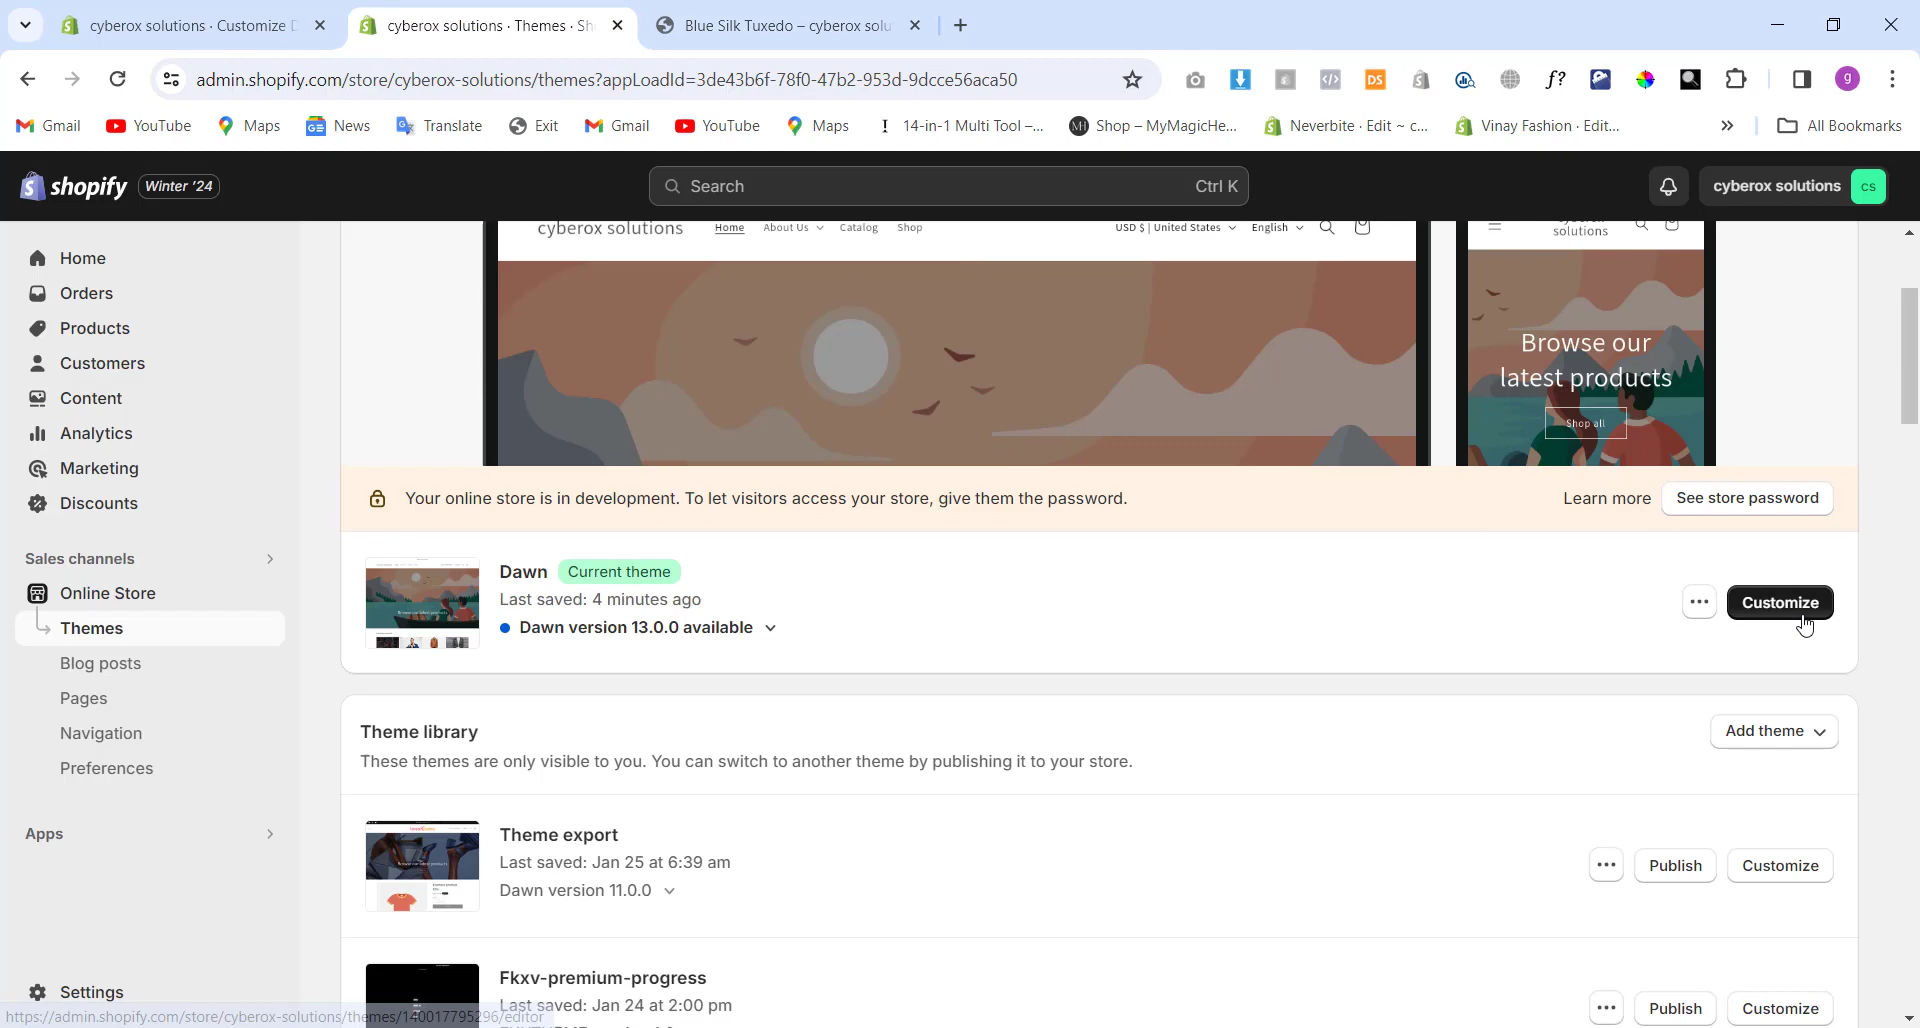 cyberox solutions · Customize D
cyberox solutions · Themes · Sh
Blue Silk Tuxedo – cyberox solu
admin.shopify.com/store/cyberox-solutions/themes?appLoadId=3de43b6f-78f0-47b2-953d-9dcce56aca50
DS
f?
g
Gmail
YouTube
Maps
News
Translate
Exit
Gmail
YouTube
Maps
14-in-1 Multi Tool –...
Shop – MyMagicHe...
Neverbite · Edit ~ c...
Vinay Fashion · Edit...
All Bookmarks
shopify
Winter '24
Search
Ctrl K
cyberox solutions
cs
Home
Orders
Products
Customers
Content
Analytics
Marketing
Discounts
Sales channels
Online Store
Themes
Blog posts
Pages
Navigation
Preferences
Apps
Settings
https://admin.shopify.com/store/cyberox-solutions/themes/140017795296/editor
cyberox solutions
Home
About Us
Catalog
Shop
USD $ | United States
English
cyberox
solutions
Browse our
latest products
Shop all
Your online store is in development. To let visitors access your store, give them the password.
Learn more
See store password
Dawn
Current theme
Last saved: 4 minutes ago
Dawn version 13.0.0 available
Customize
Theme library
Add theme
These themes are only visible to you. You can switch to another theme by publishing it to your store.
Theme export
Last saved: Jan 25 at 6:39 am
Dawn version 11.0.0
Publish
Customize
Fkxv-premium-progress
Last saved: Jan 24 at 2:00 pm
Publish
Customize